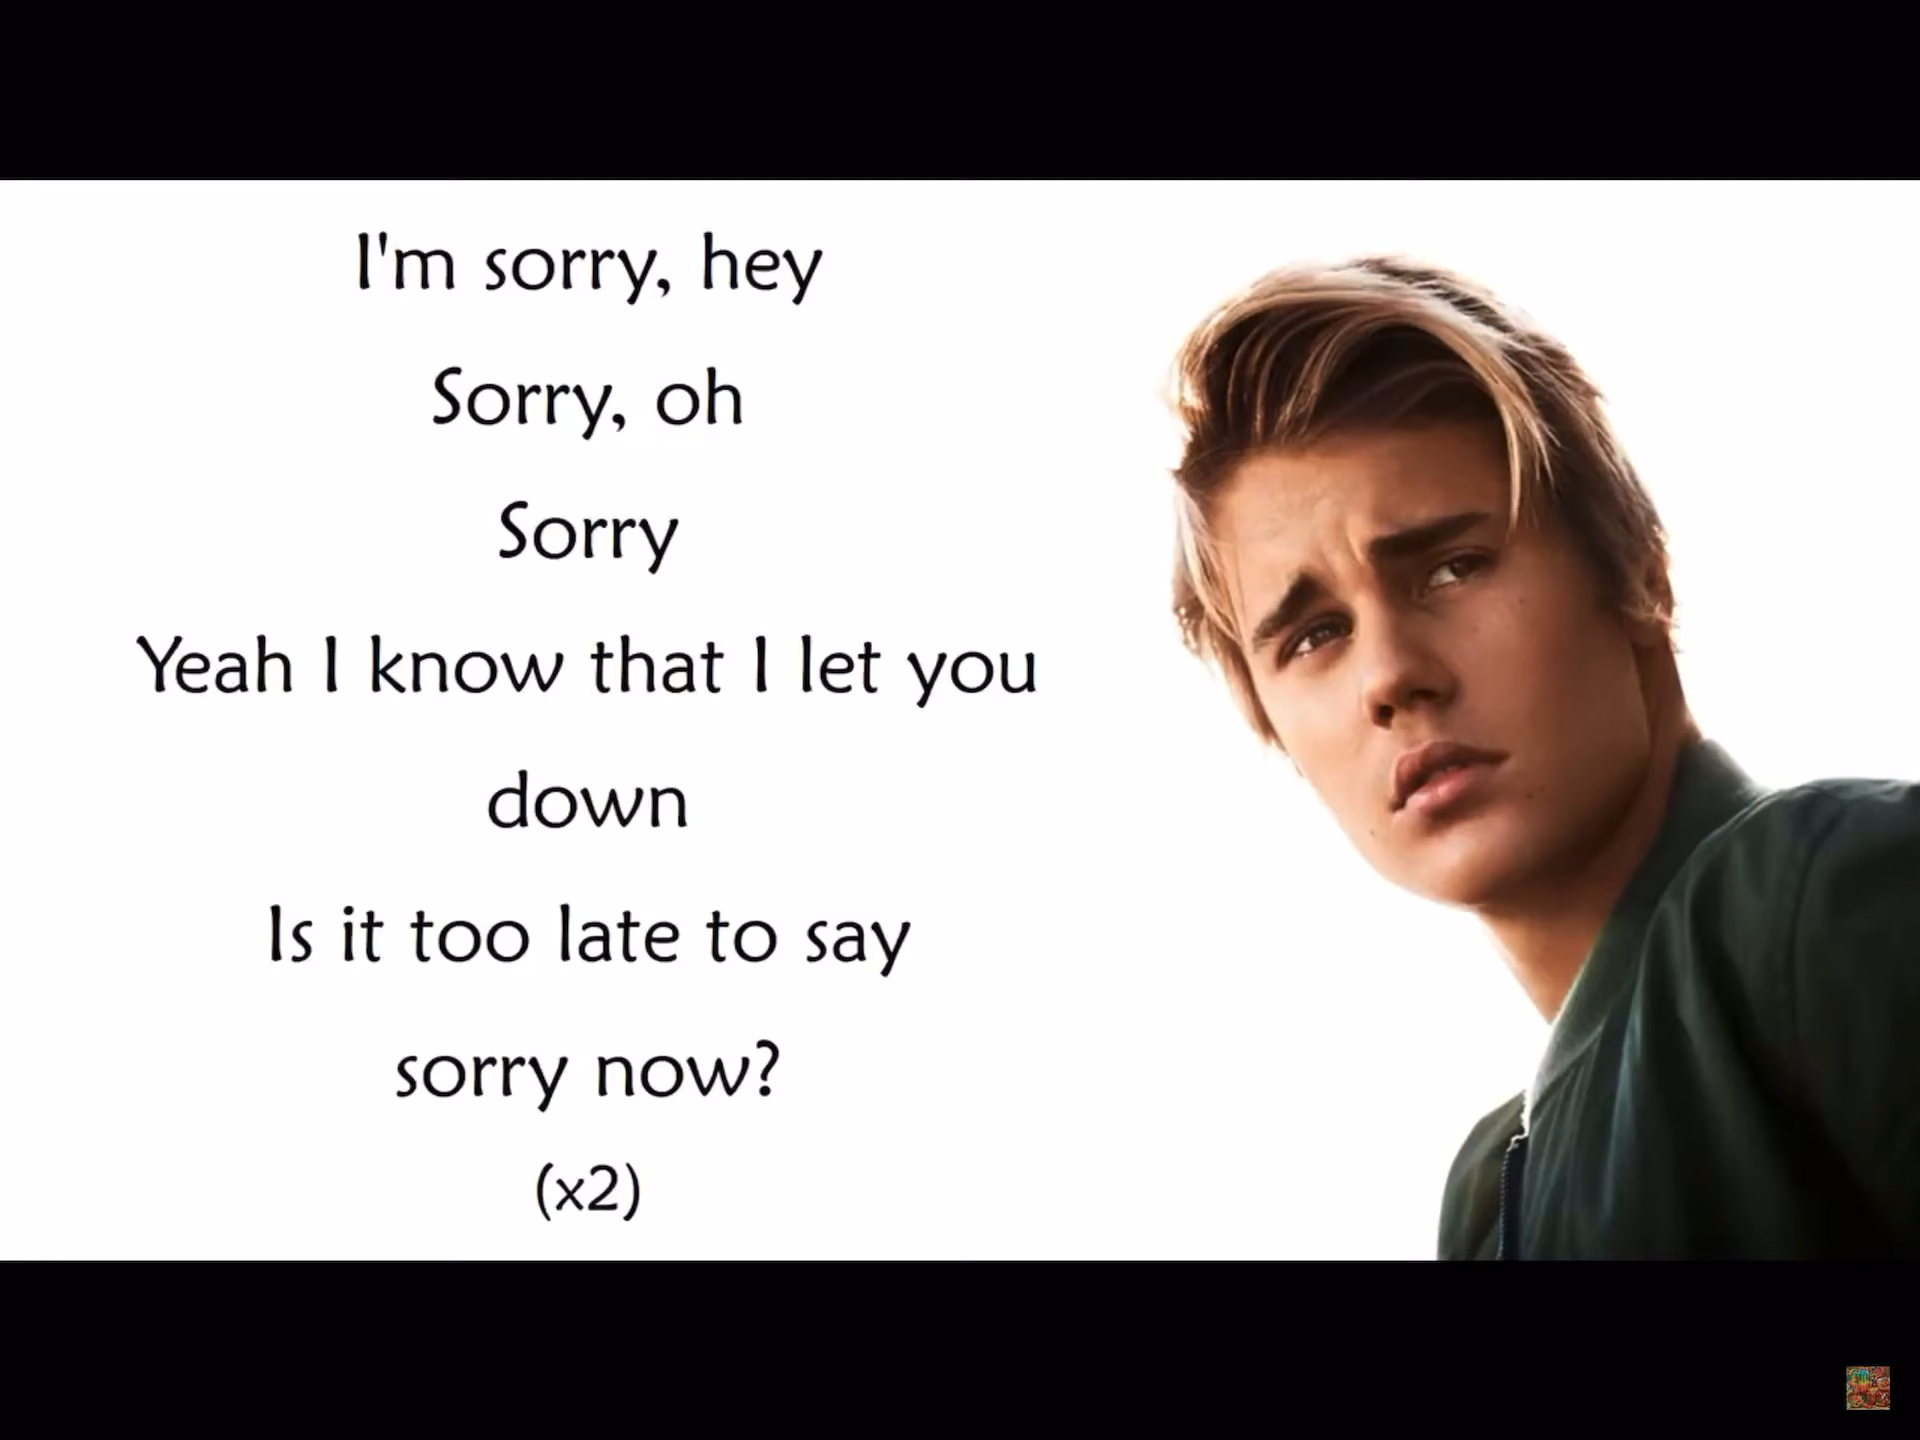 I'm sorry, hey
Sorry, oh
Sorry
Yeah I know that I let you
down
Is it too late to say
sorry now?
(x2)